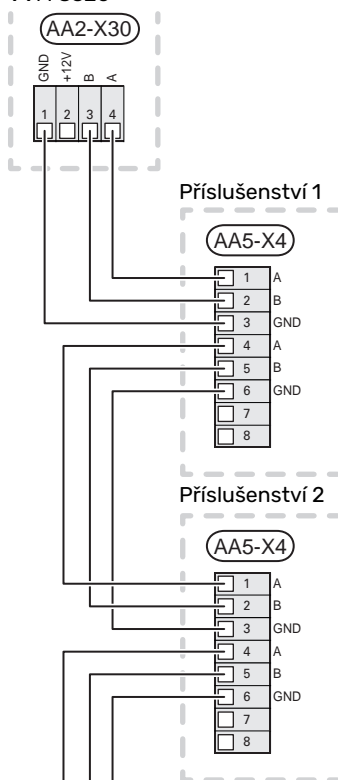 AA2-X30
GND
+12V
B
A
1 2 3 4
Příslušenství 1
AA5-X4
1 A
2 B
3 GND
4 A
5 B
6 GND
7
8
Příslušenství 2
AA5-X4
1 A
2 B
3 GND
4 A
5 B
6 GND
7
8